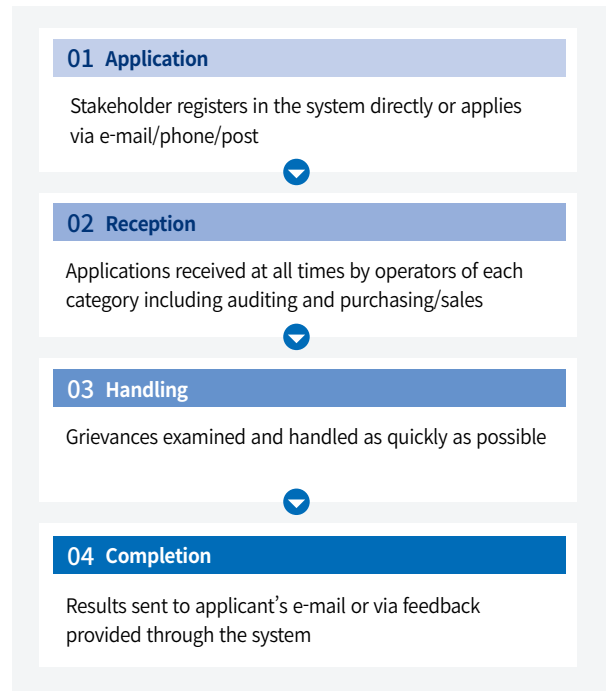 01 Application
Stakeholder registers in the system directly or applies
via e-mail/phone/post
02 Reception
Applications received at all times by operators of each
category including auditing and purchasing/sales
03 Handling
Grievances examined and handled as quickly as possible
04 Completion
Results sent to applicant’s e-mail or via feedback
provided through the system